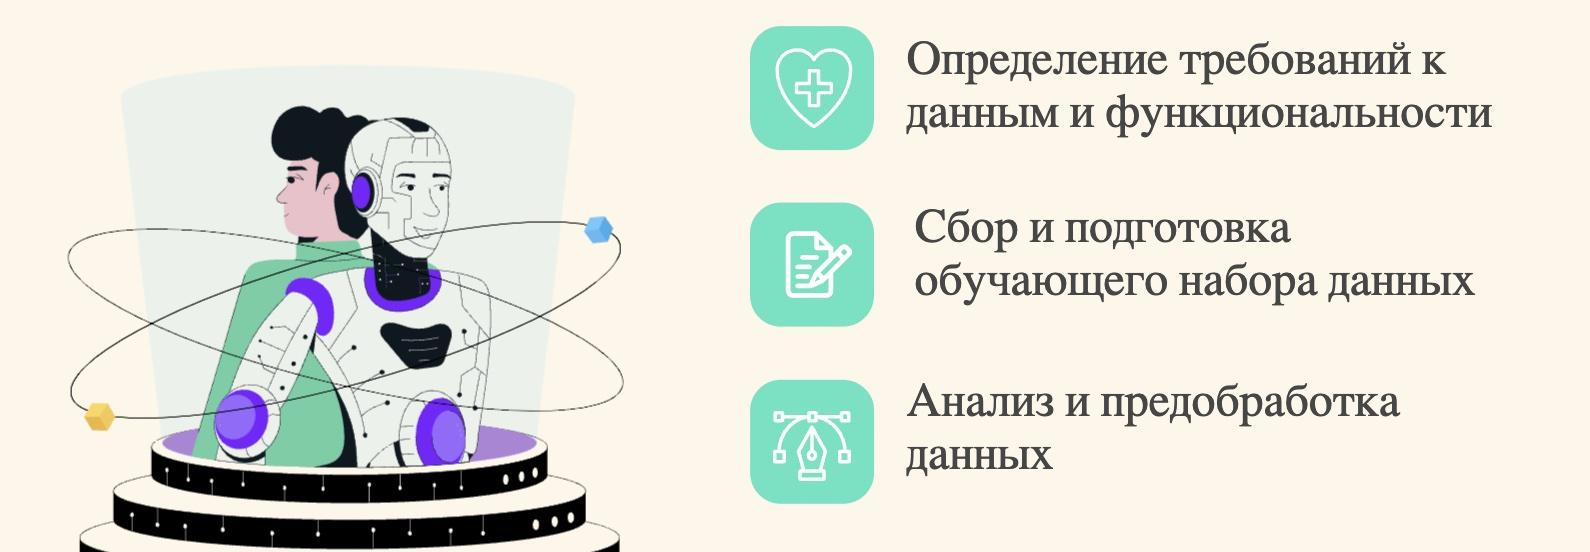 Определение требований к
данным и функциональности
Сбор и подготовка
обучающего набора данных
Анализ и предобработка
данных